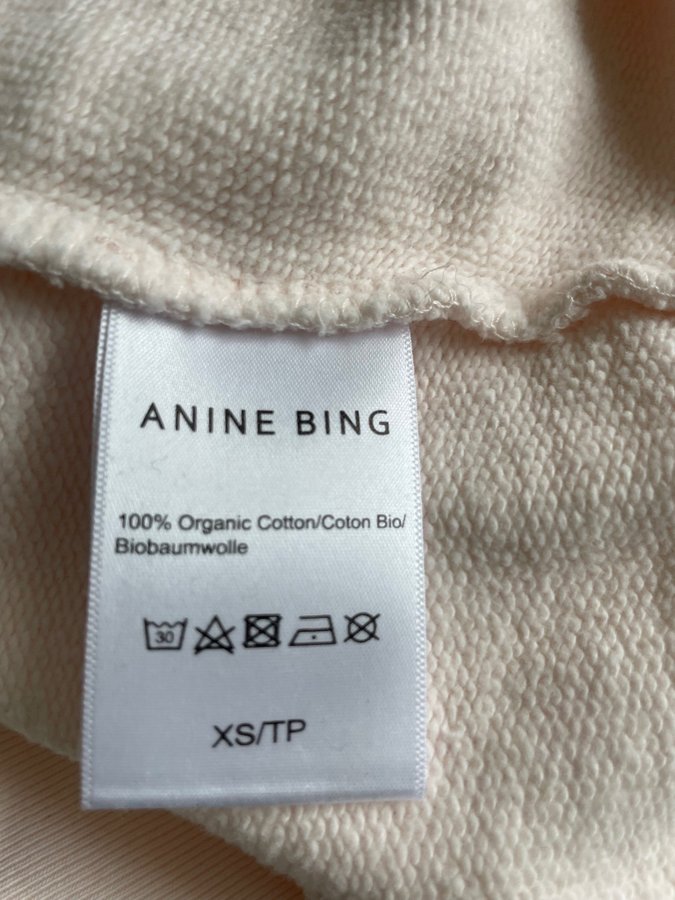 ANINE BING
100% Organic Cotton/Coton Bio/
Biobaumwolle
30
XS/TP